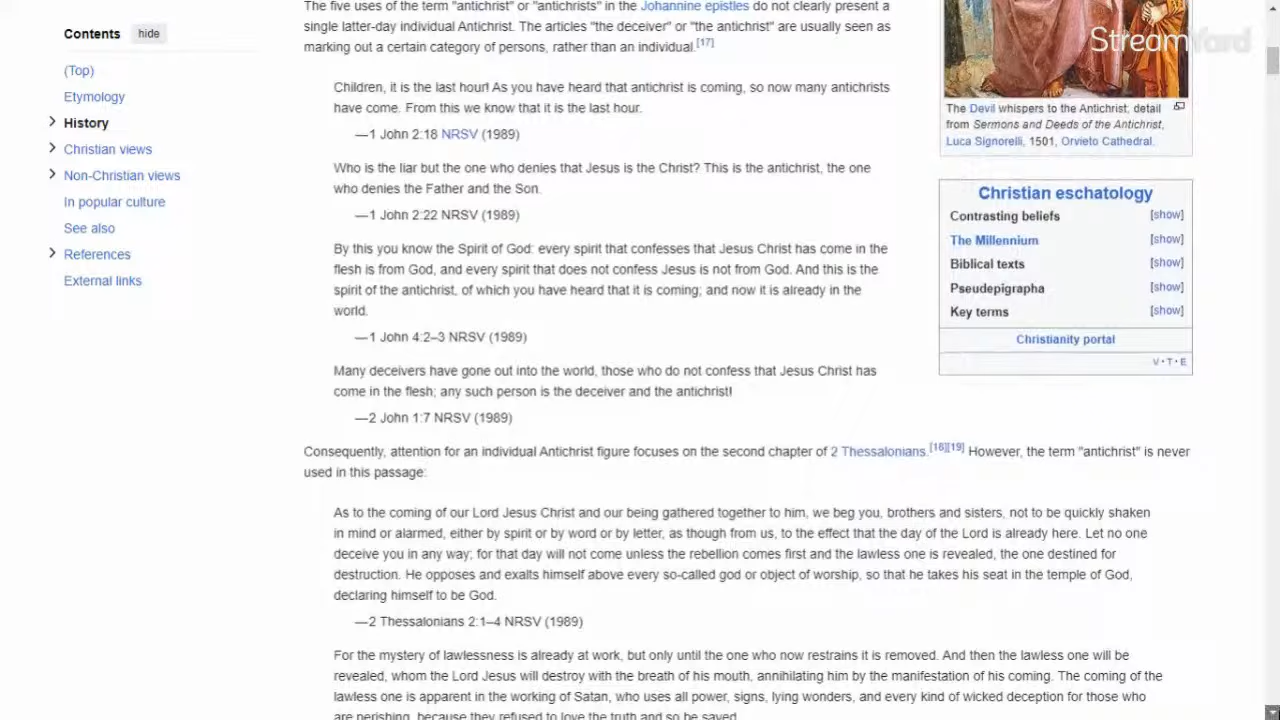 The five uses of the term "antichrist" or "antichrists" in the Johannine epistles do not clearly present a
single latter-day individual Antichrist. The articles "the deceiver" or "the antichrist" are usually seen as
marking out a certain category of persons, rather than an individual.[17]
Children, it is the last hour! As you have heard that antichrist is coming, so now many antichrists
have come. From this we know that it is the last hour.
—1 John 2:18 NRSV (1989)
Who is the liar but the one who denies that Jesus is the Christ? This is the antichrist, the one
who denies the Father and the Son.
—1 John 2:22 NRSV (1989)
By this you know the Spirit of God: every spirit that confesses that Jesus Christ has come in the
flesh is from God, and every spirit that does not confess Jesus is not from God. And this is the
spirit of the antichrist, of which you have heard that it is coming; and now it is already in the
world.
—1 John 4:2–3 NRSV (1989)
Many deceivers have gone out into the world, those who do not confess that Jesus Christ has
come in the flesh; any such person is the deceiver and the antichrist!
—2 John 1:7 NRSV (1989)
Consequently, attention for an individual Antichrist figure focuses on the second chapter of 2 Thessalonians.[18][19] However, the term "antichrist" is never
used in this passage:
As to the coming of our Lord Jesus Christ and our being gathered together to him, we beg you, brothers and sisters, not to be quickly shaken
in mind or alarmed, either by spirit or by word or by letter, as though from us, to the effect that the day of the Lord is already here. Let no one
deceive you in any way; for that day will not come unless the rebellion comes first and the lawless one is revealed, the one destined for
destruction. He opposes and exalts himself above every so-called god or object of worship, so that he takes his seat in the temple of God,
declaring himself to be God.
—2 Thessalonians 2:1–4 NRSV (1989)
For the mystery of lawlessness is already at work, but only until the one who now restrains it is removed. And then the lawless one will be
revealed, whom the Lord Jesus will destroy with the breath of his mouth, annihilating him by the manifestation of his coming. The coming of the
lawless one is apparent in the working of Satan, who uses all power, signs, lying wonders, and every kind of wicked deception for those who
are perishing, because they refused to love the truth and so be saved.
Contents hide
(Top)
Etymology
History
Christian views
Non-Christian views
In popular culture
See also
References
External links
StreamYard
The Devil whispers to the Antichrist; detail
from Sermons and Deeds of the Antichrist,
Luca Signorelli, 1501, Orvieto Cathedral.
Christian eschatology
Contrasting beliefs [show]
The Millennium [show]
Biblical texts [show]
Pseudepigrapha [show]
Key terms [show]
Christianity portal
V·T·E